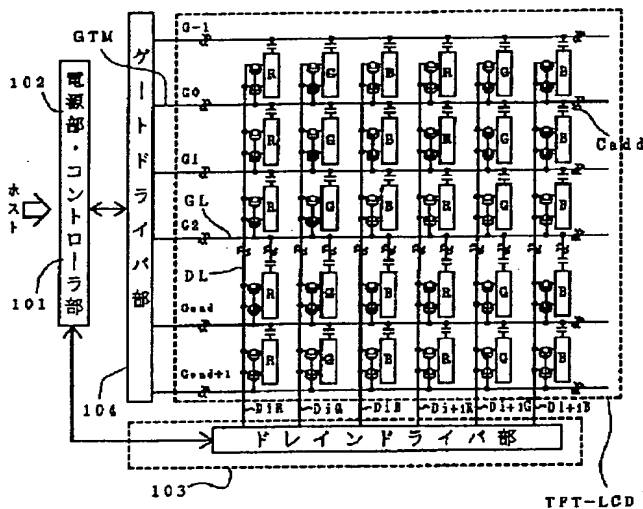 G-1
GTM
102
G0
Cadd
電源部・コントローラ部
ゲートドライバ部
ホスト
G1
GL
G2
DL
101
Gend
Gend+1
104
R G B R G B
R G B R G B
R G B R G B
R G B R G B
R G B R G B
DiR DiG DiB Di+1R Di+1G Di+1B
ドレインドライバ部
103
TFT-LCD